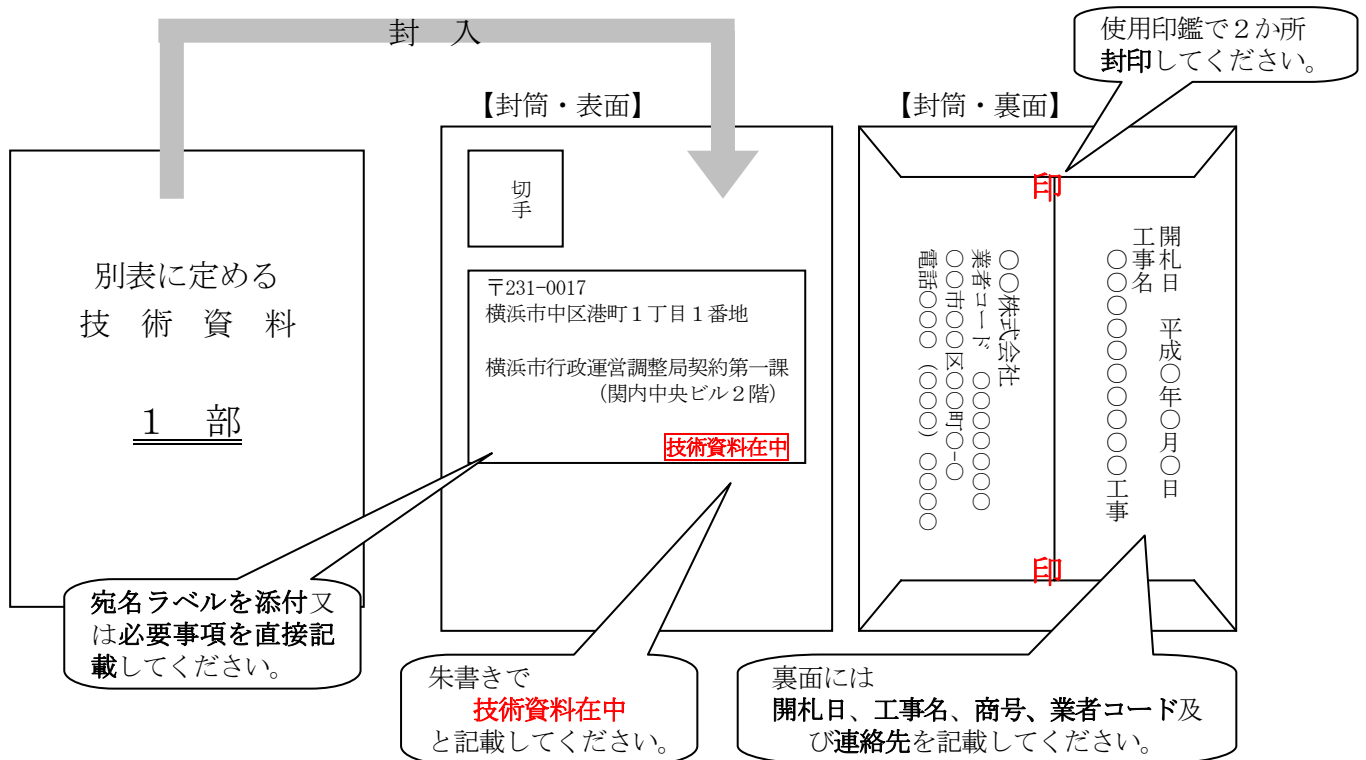 封　入
使用印鑑で２か所
封印してください。
【封筒・表面】
【封筒・裏面】
別表に定める
技　術　資　料
１　部
切手
〒231-0017
横浜市中区港町１丁目１番地
横浜市行政運営調整局契約第一課
（関内中央ビル２階）
技術資料在中
印
開札日　平成○年○月○日
工事名
○○○○○○○○○○工事
○○株式会社
業者コード　○○○○○○○
○○市○○区○○町○-○
電話○○○（○○○）○○○○
印
宛名ラベルを添付又
は必要事項を直接記
載してください。
朱書きで
技術資料在中
と記載してください。
裏面には
開札日、工事名、商号、業者コード及
び連絡先を記載してください。